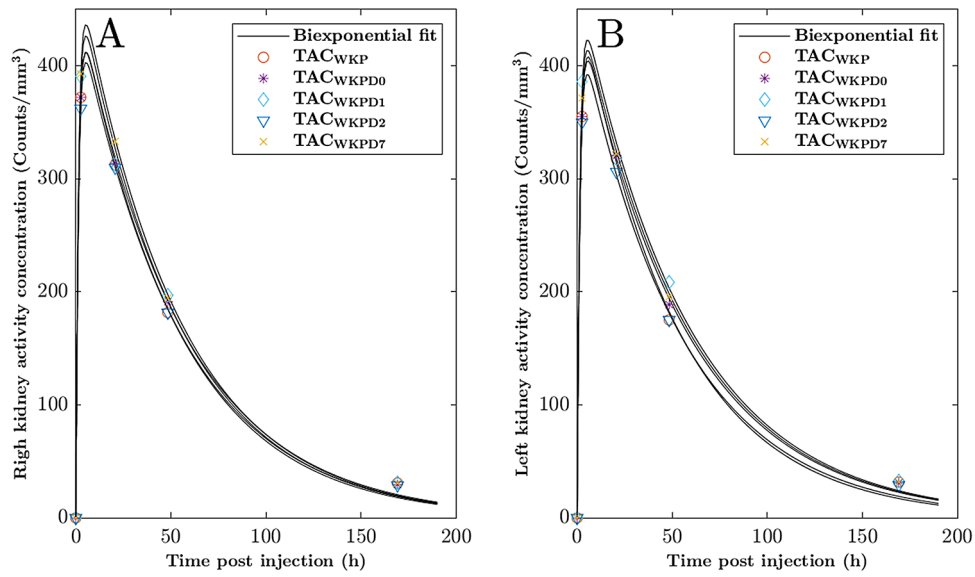 A
Biexponential fit
TACWKP
TACWKPD0
TACWKPD1
TACWKPD2
TACWKPD7
400
300
200
100
0
0 50 100 150 200
Righ kidney activity concentration (Counts/mm³)
Time post injection (h)
B
Biexponential fit
TACWKP
TACWKPD0
TACWKPD1
TACWKPD2
TACWKPD7
400
300
200
100
0
0 50 100 150 200
Left kidney activity concentration (Counts/mm³)
Time post injection (h)